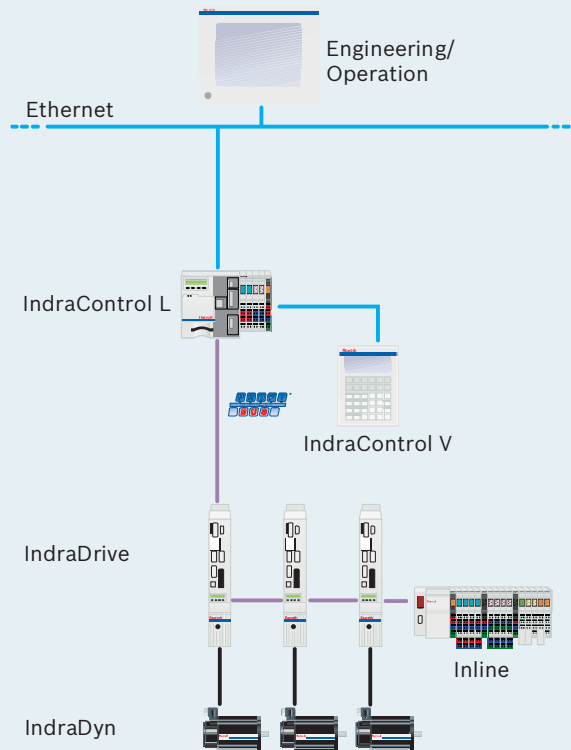 Engineering/
Operation
Ethernet
IndraControl L
IndraControl V
IndraDrive
Inline
IndraDyn